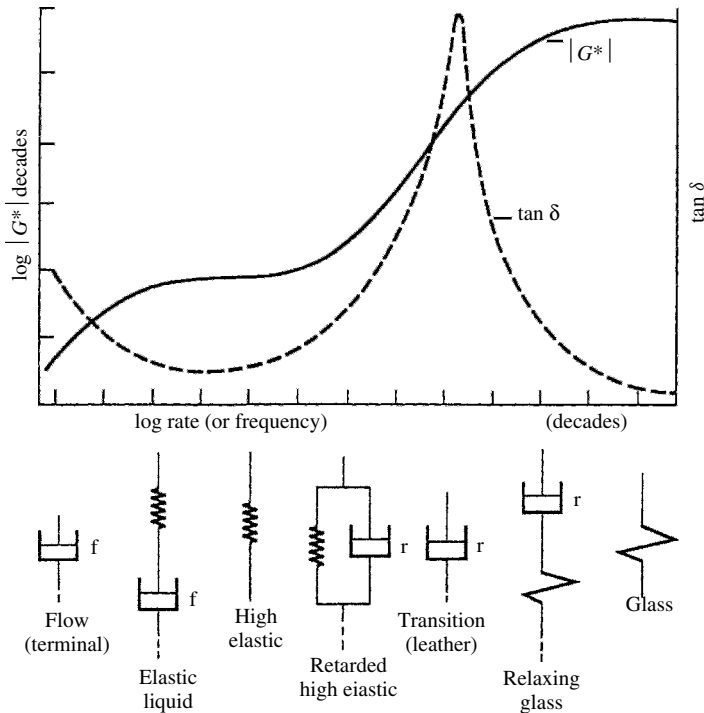 log |G*| decades
|G*|
tan δ
tan δ
log rate (or frequency)
(decades)
f
Flow
(terminal)
f
Elastic
liquid
High
elastic
r
Retarded
high eiastic
r
Transition
(leather)
r
Relaxing
glass
Glass